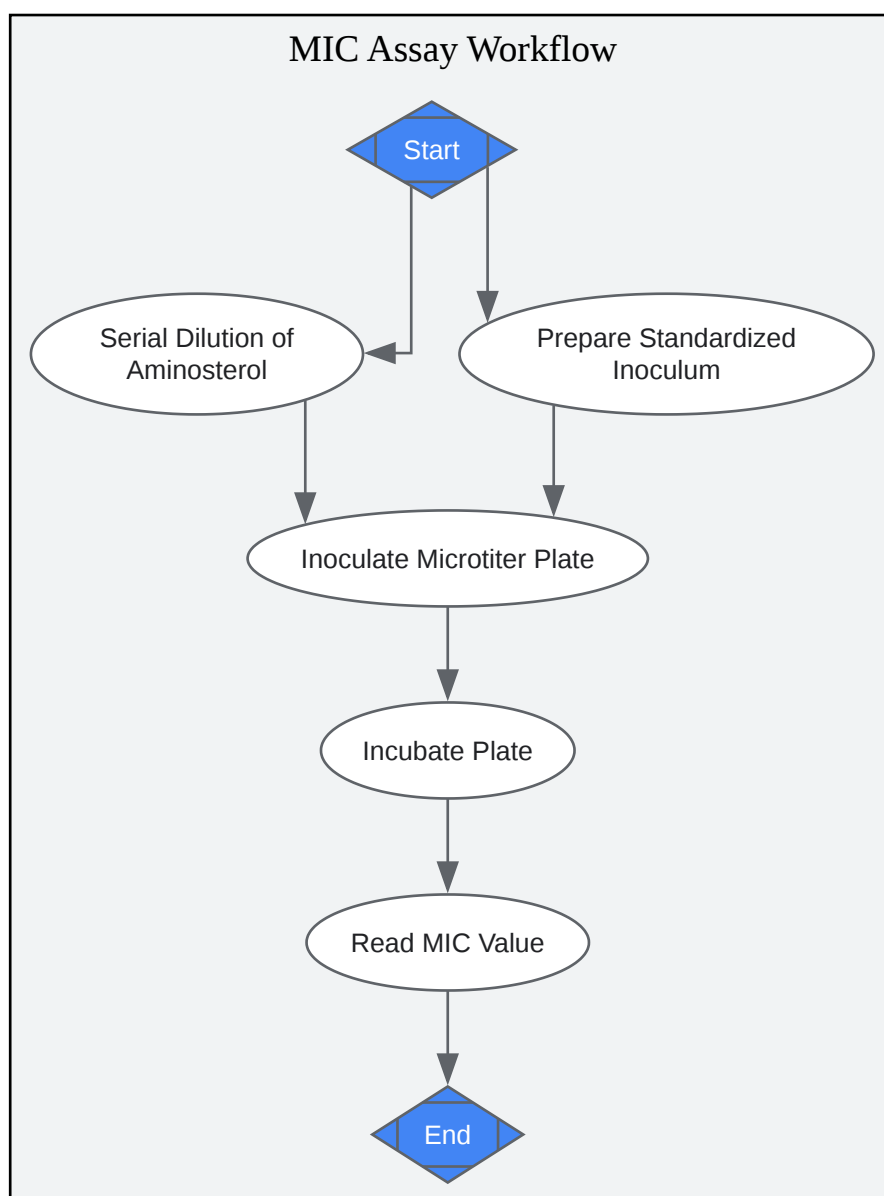 MIC Assay Workflow
Start
Serial Dilution of
Aminosterol
Prepare Standardized
Inoculum
Inoculate Microtiter Plate
Incubate Plate
Read MIC Value
End